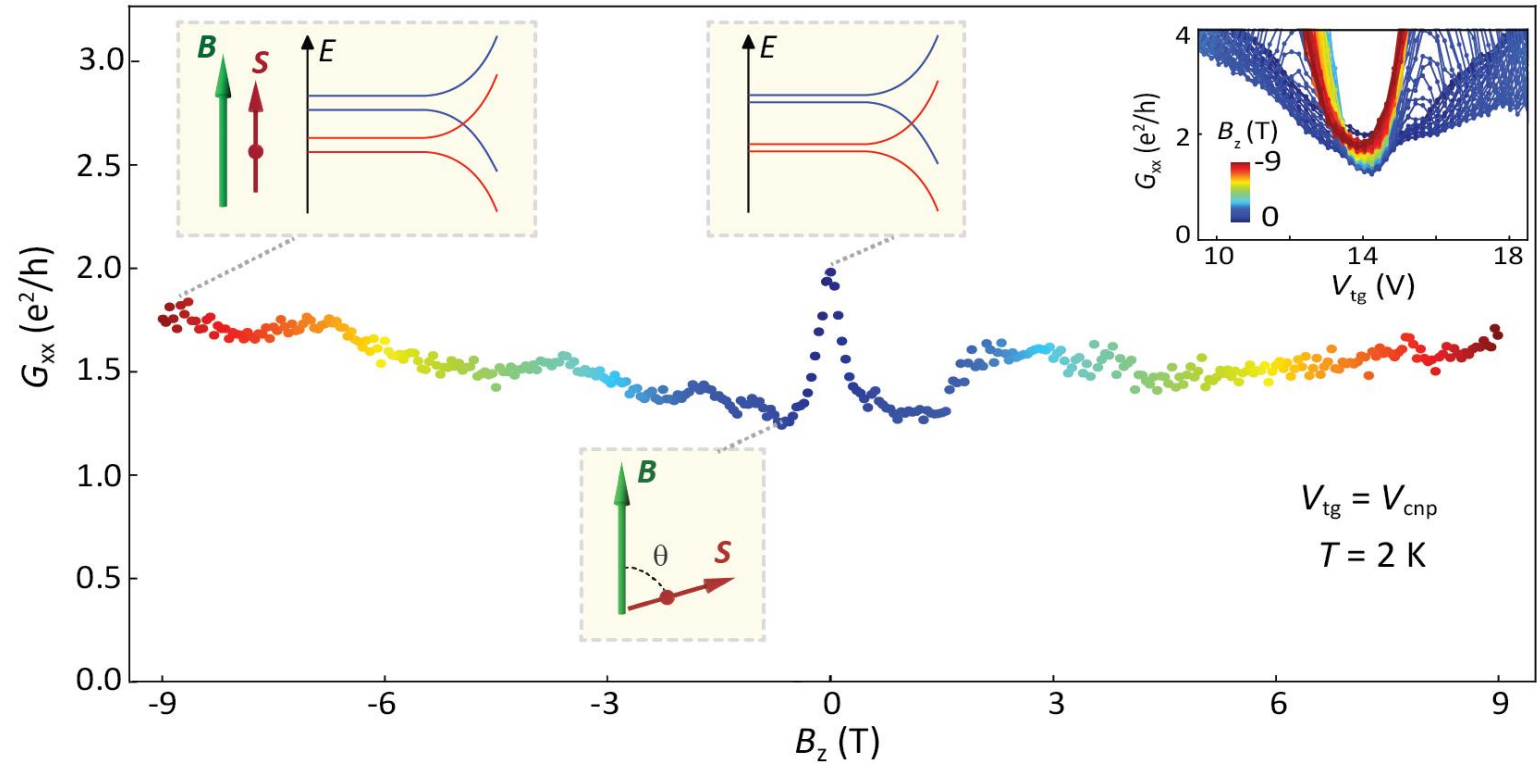 B S E
E
4
2
0
G_xx (e²/h)
B_z (T)
-9
0
10 14 18
V_tg (V)
3.0
2.5
2.0
1.5
1.0
0.5
0.0
G_xx (e²/h)
B
θ S
V_tg = V_cnp
T = 2 K
-9 -6 -3 0 3 6 9
B_z (T)